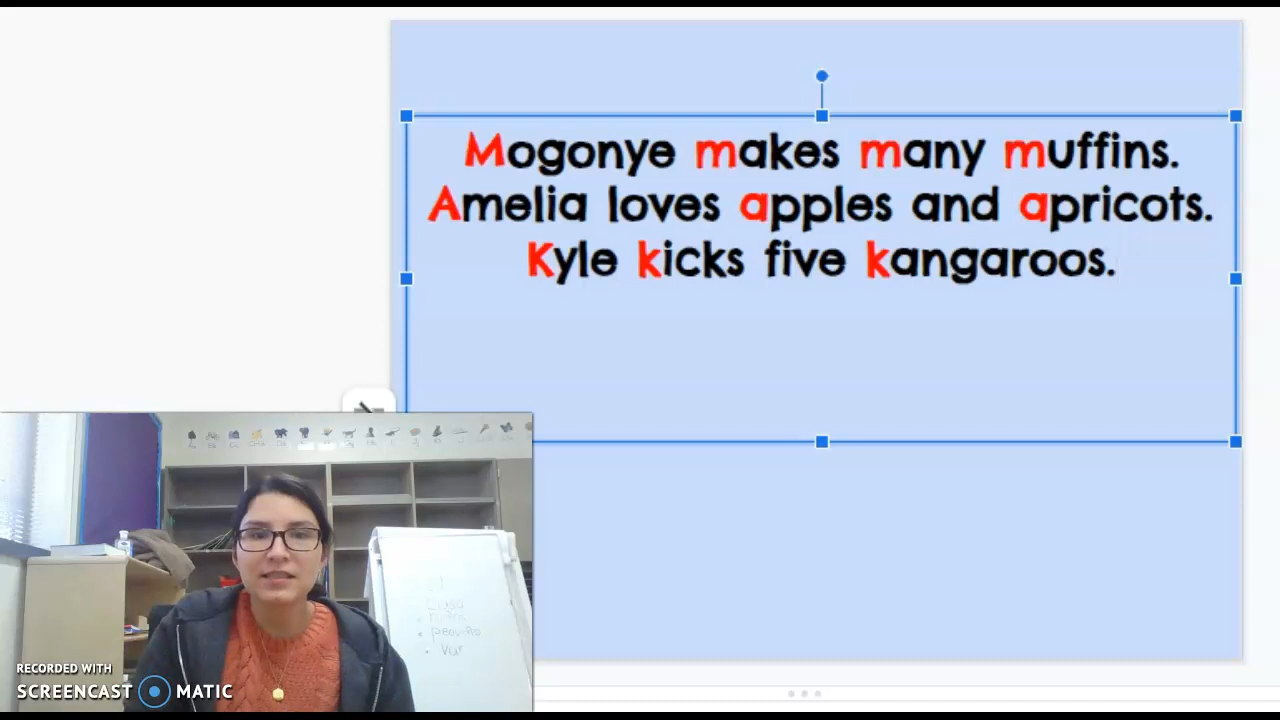 Mogonye makes many muffins.
Amelia loves apples and apricots.
Kyle kicks five kangaroos.
RECORDED WITH
SCREENCAST MATIC